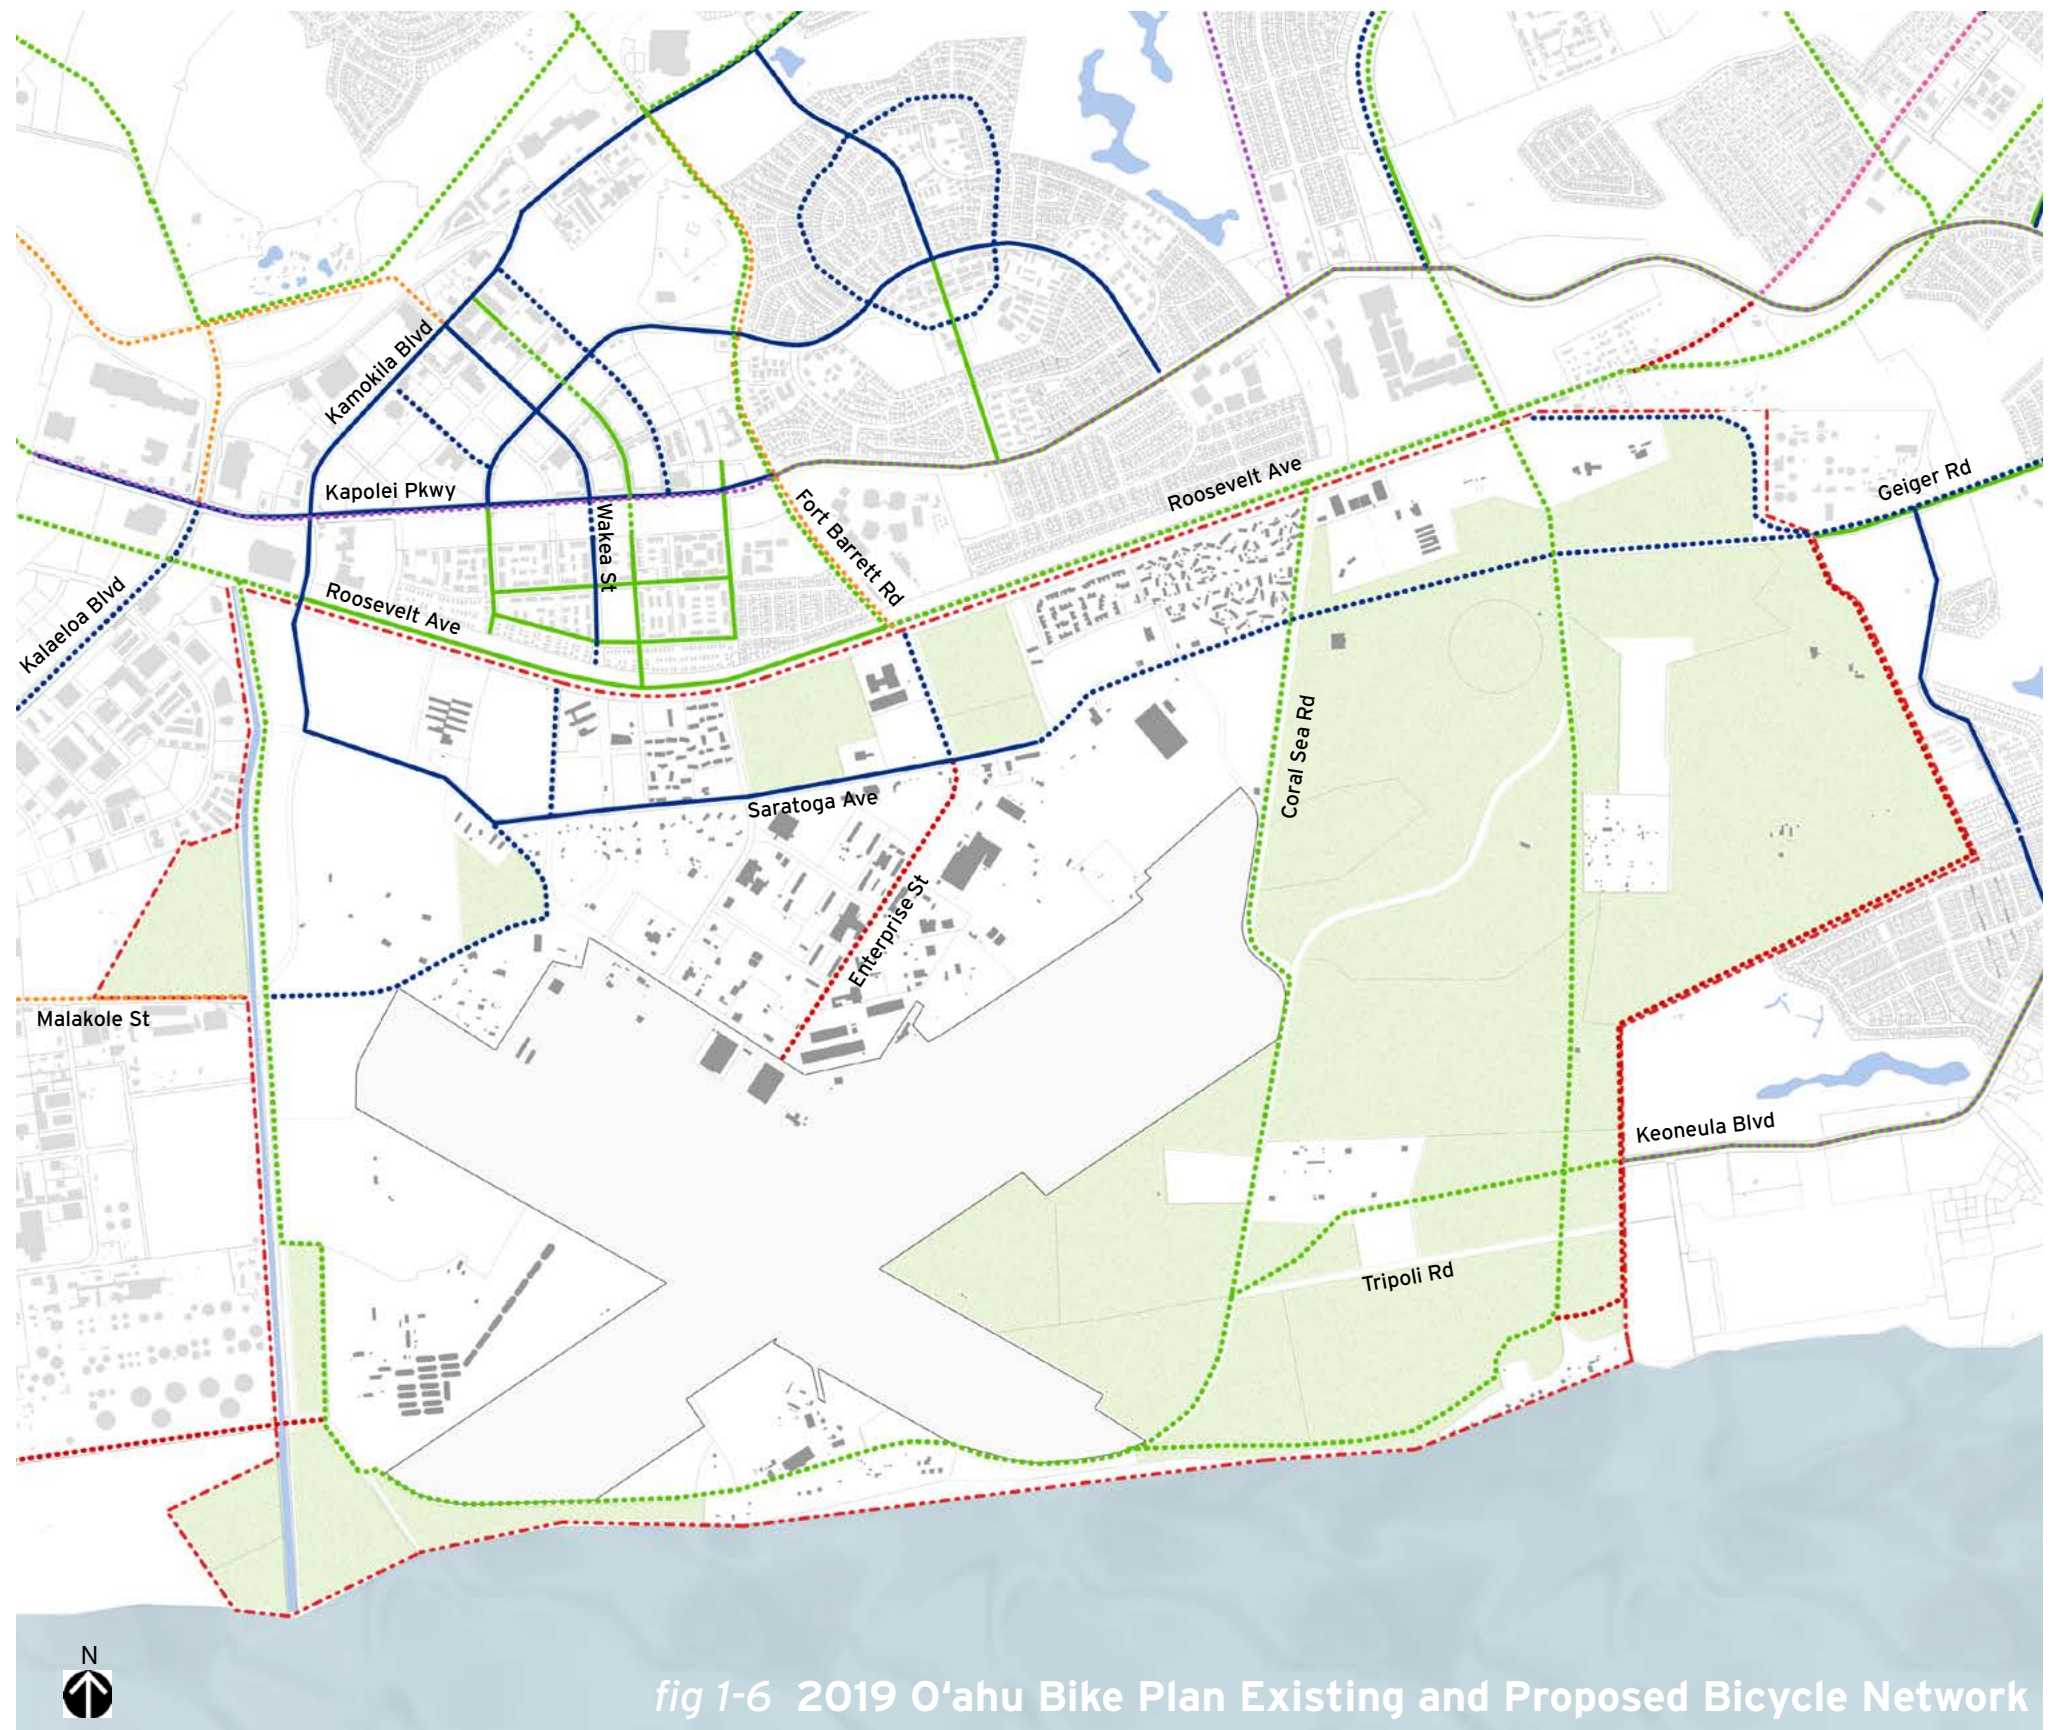 Kamokila Blvd
Kapolei Pkwy
Wakea St
Fort Barrett Rd
Roosevelt Ave
Geiger Rd
Kalaeloa Blvd
Roosevelt Ave
Coral Sea Rd
Saratoga Ave
Enterprise St
Malakole St
Keoneula Blvd
Tripoli Rd
N
fig 1-6 2019 Oʻahu Bike Plan Existing and Proposed Bicycle Network